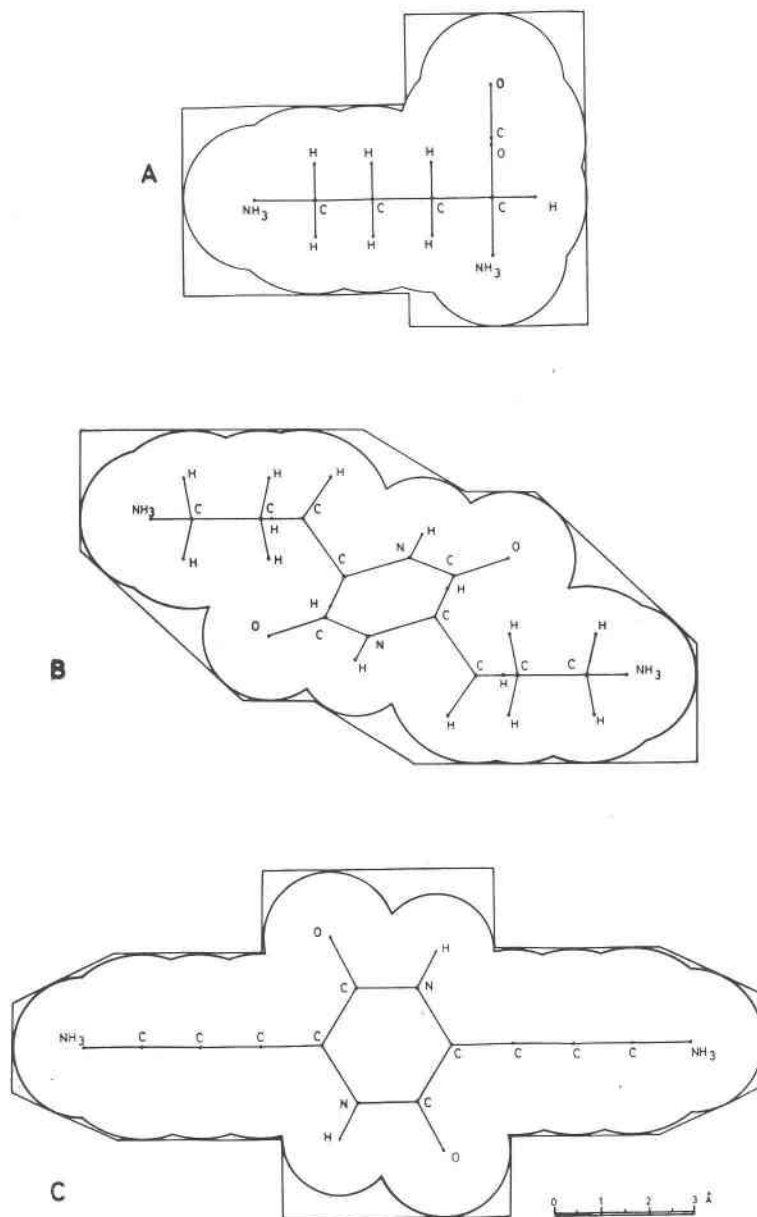 O
C
O
H H H
A
NH3 C C C C H
H H H
NH3
H H H
NH3 C C C
H
H H
H
N C O
C H
H C
O C N
H
H H
B
C H C C NH3
H H H
O H
C N
NH3 C C C C
C C C C NH3
N C
H O
C
Å
0 1 2 3